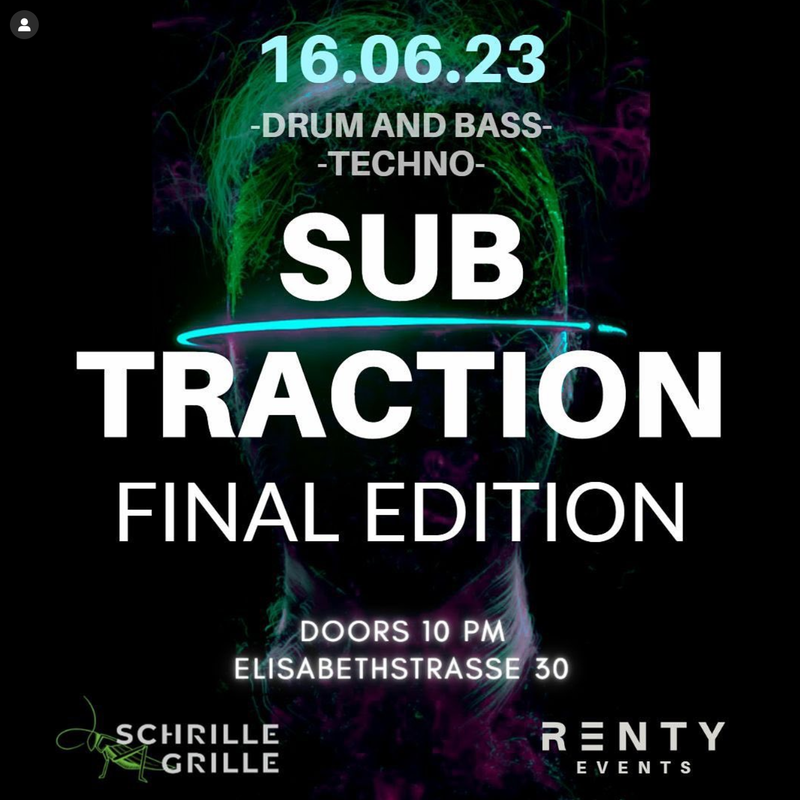 16.06.23
-DRUM AND BASS-
-TECHNO-
SUB
TRACTION
FINAL EDITION
DOORS 10 PM
ELISABETHSTRASSE 30
SCHRILLE
GRILLE
RENTY
EVENTS